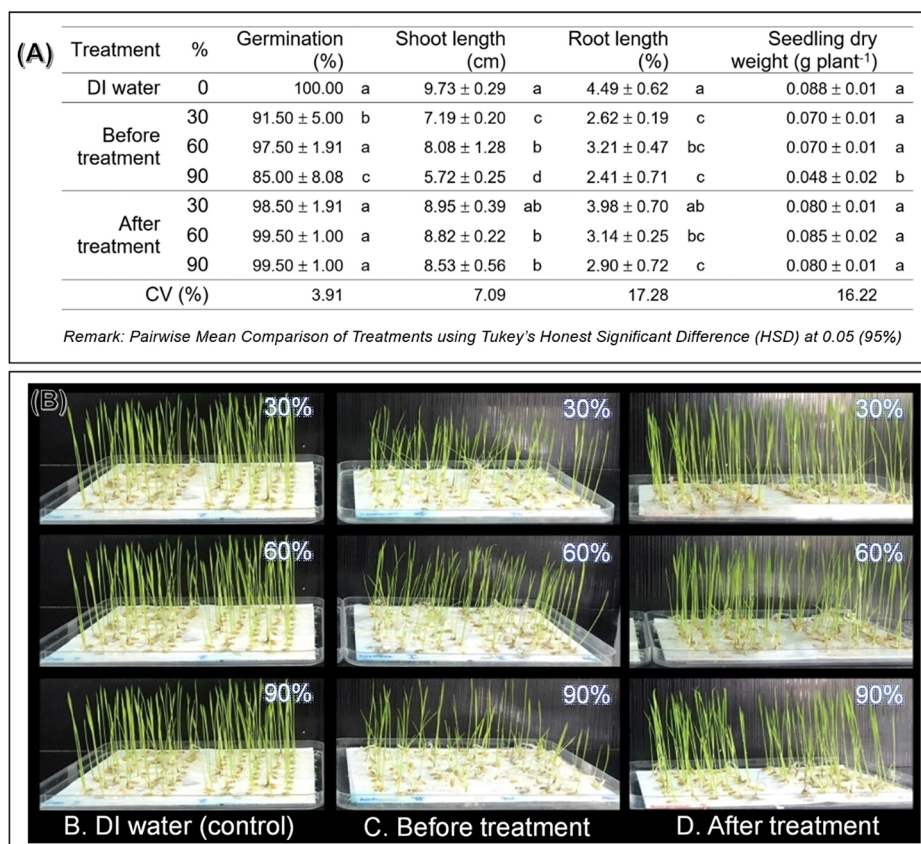 (A)
Treatment % Germination (%) Shoot length (cm) Root length (%) Seedling dry weight (g plant⁻¹)
DI water 0 100.00 a 9.73 ± 0.29 a 4.49 ± 0.62 a 0.088 ± 0.01 a
Before treatment 30 91.50 ± 5.00 b 7.19 ± 0.20 c 2.62 ± 0.19 c 0.070 ± 0.01 a
60 97.50 ± 1.91 a 8.08 ± 1.28 b 3.21 ± 0.47 bc 0.070 ± 0.01 a
90 85.00 ± 8.08 c 5.72 ± 0.25 d 2.41 ± 0.71 c 0.048 ± 0.02 b
After treatment 30 98.50 ± 1.91 a 8.95 ± 0.39 ab 3.98 ± 0.70 ab 0.080 ± 0.01 a
60 99.50 ± 1.00 a 8.82 ± 0.22 b 3.14 ± 0.25 bc 0.085 ± 0.02 a
90 99.50 ± 1.00 a 8.53 ± 0.56 b 2.90 ± 0.72 c 0.080 ± 0.01 a
CV (%) 3.91 7.09 17.28 16.22
Remark: Pairwise Mean Comparison of Treatments using Tukey's Honest Significant Difference (HSD) at 0.05 (95%)
(B)
30% 30% 30%
60% 60% 60%
90% 90% 90%
B. DI water (control) C. Before treatment D. After treatment